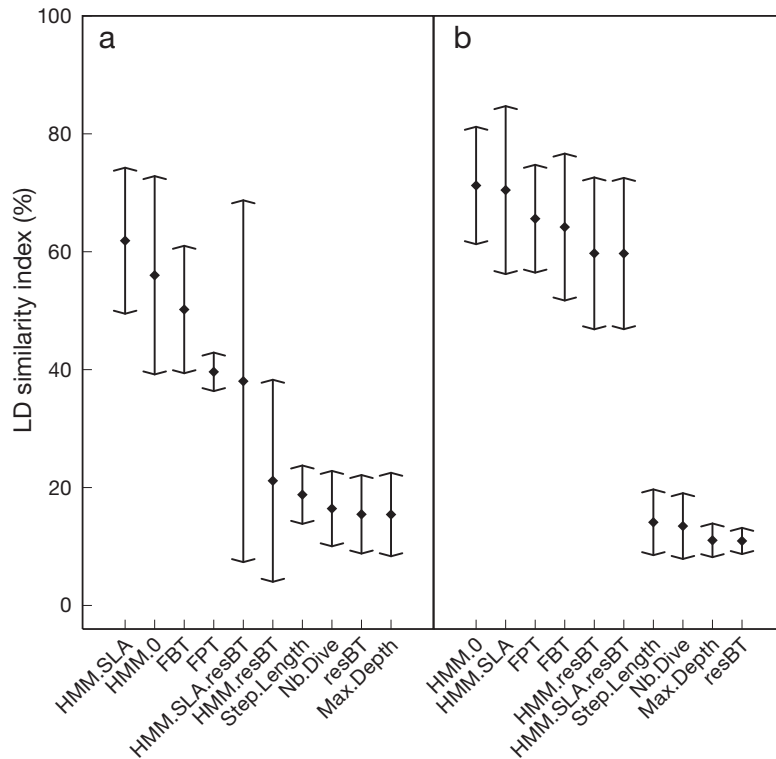 a
b
LD similarity index (%)
100
80
60
40
20
0
HMM.SLA
HMM.0
FBT
FPT
HMM.SLA.resBT
HMM.resBT
Step.Length
Nb.Dive
resBT
Max.Depth
HMM.0
HMM.SLA
FPT
FBT
HMM.resBT
HMM.SLA.resBT
Step.Length
Nb.Dive
Max.Depth
resBT